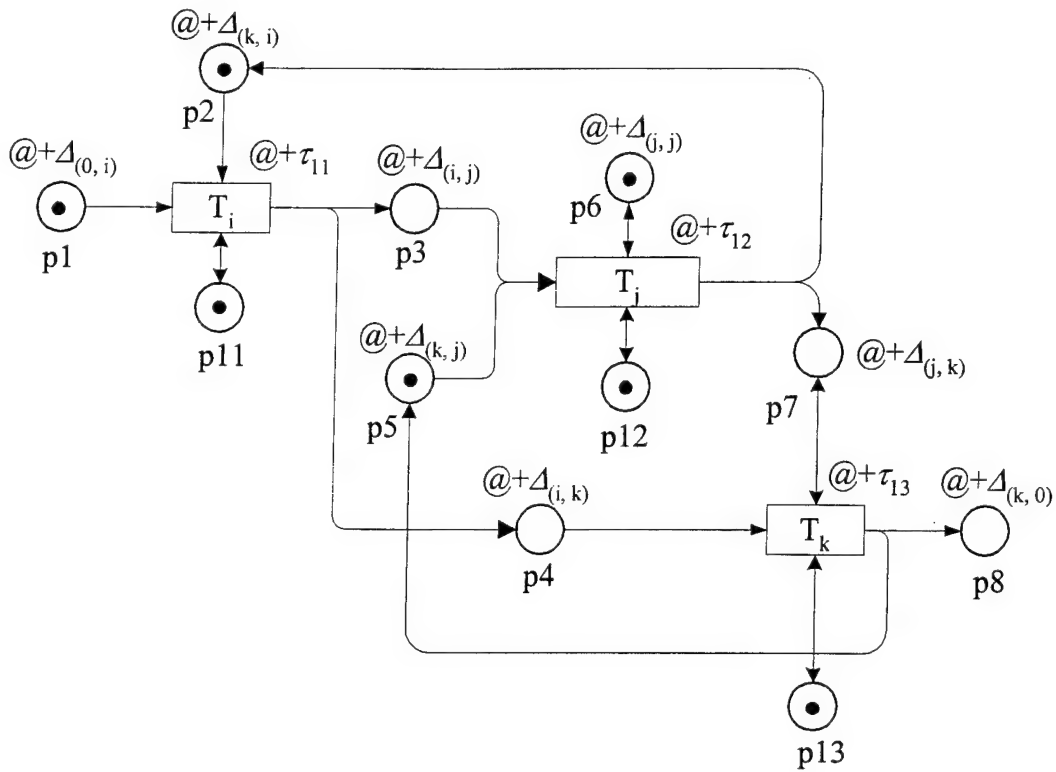 @+Δ(k, i)
p2
@+Δ(0, i)
p1
@+τ11
Ti
p11
@+Δ(i, j)
p3
@+Δ(j, j)
p6
@+τ12
Tj
@+Δ(k, j)
p5
p12
@+Δ(j, k)
p7
@+Δ(i, k)
p4
@+τ13
Tk
@+Δ(k, 0)
p8
p13